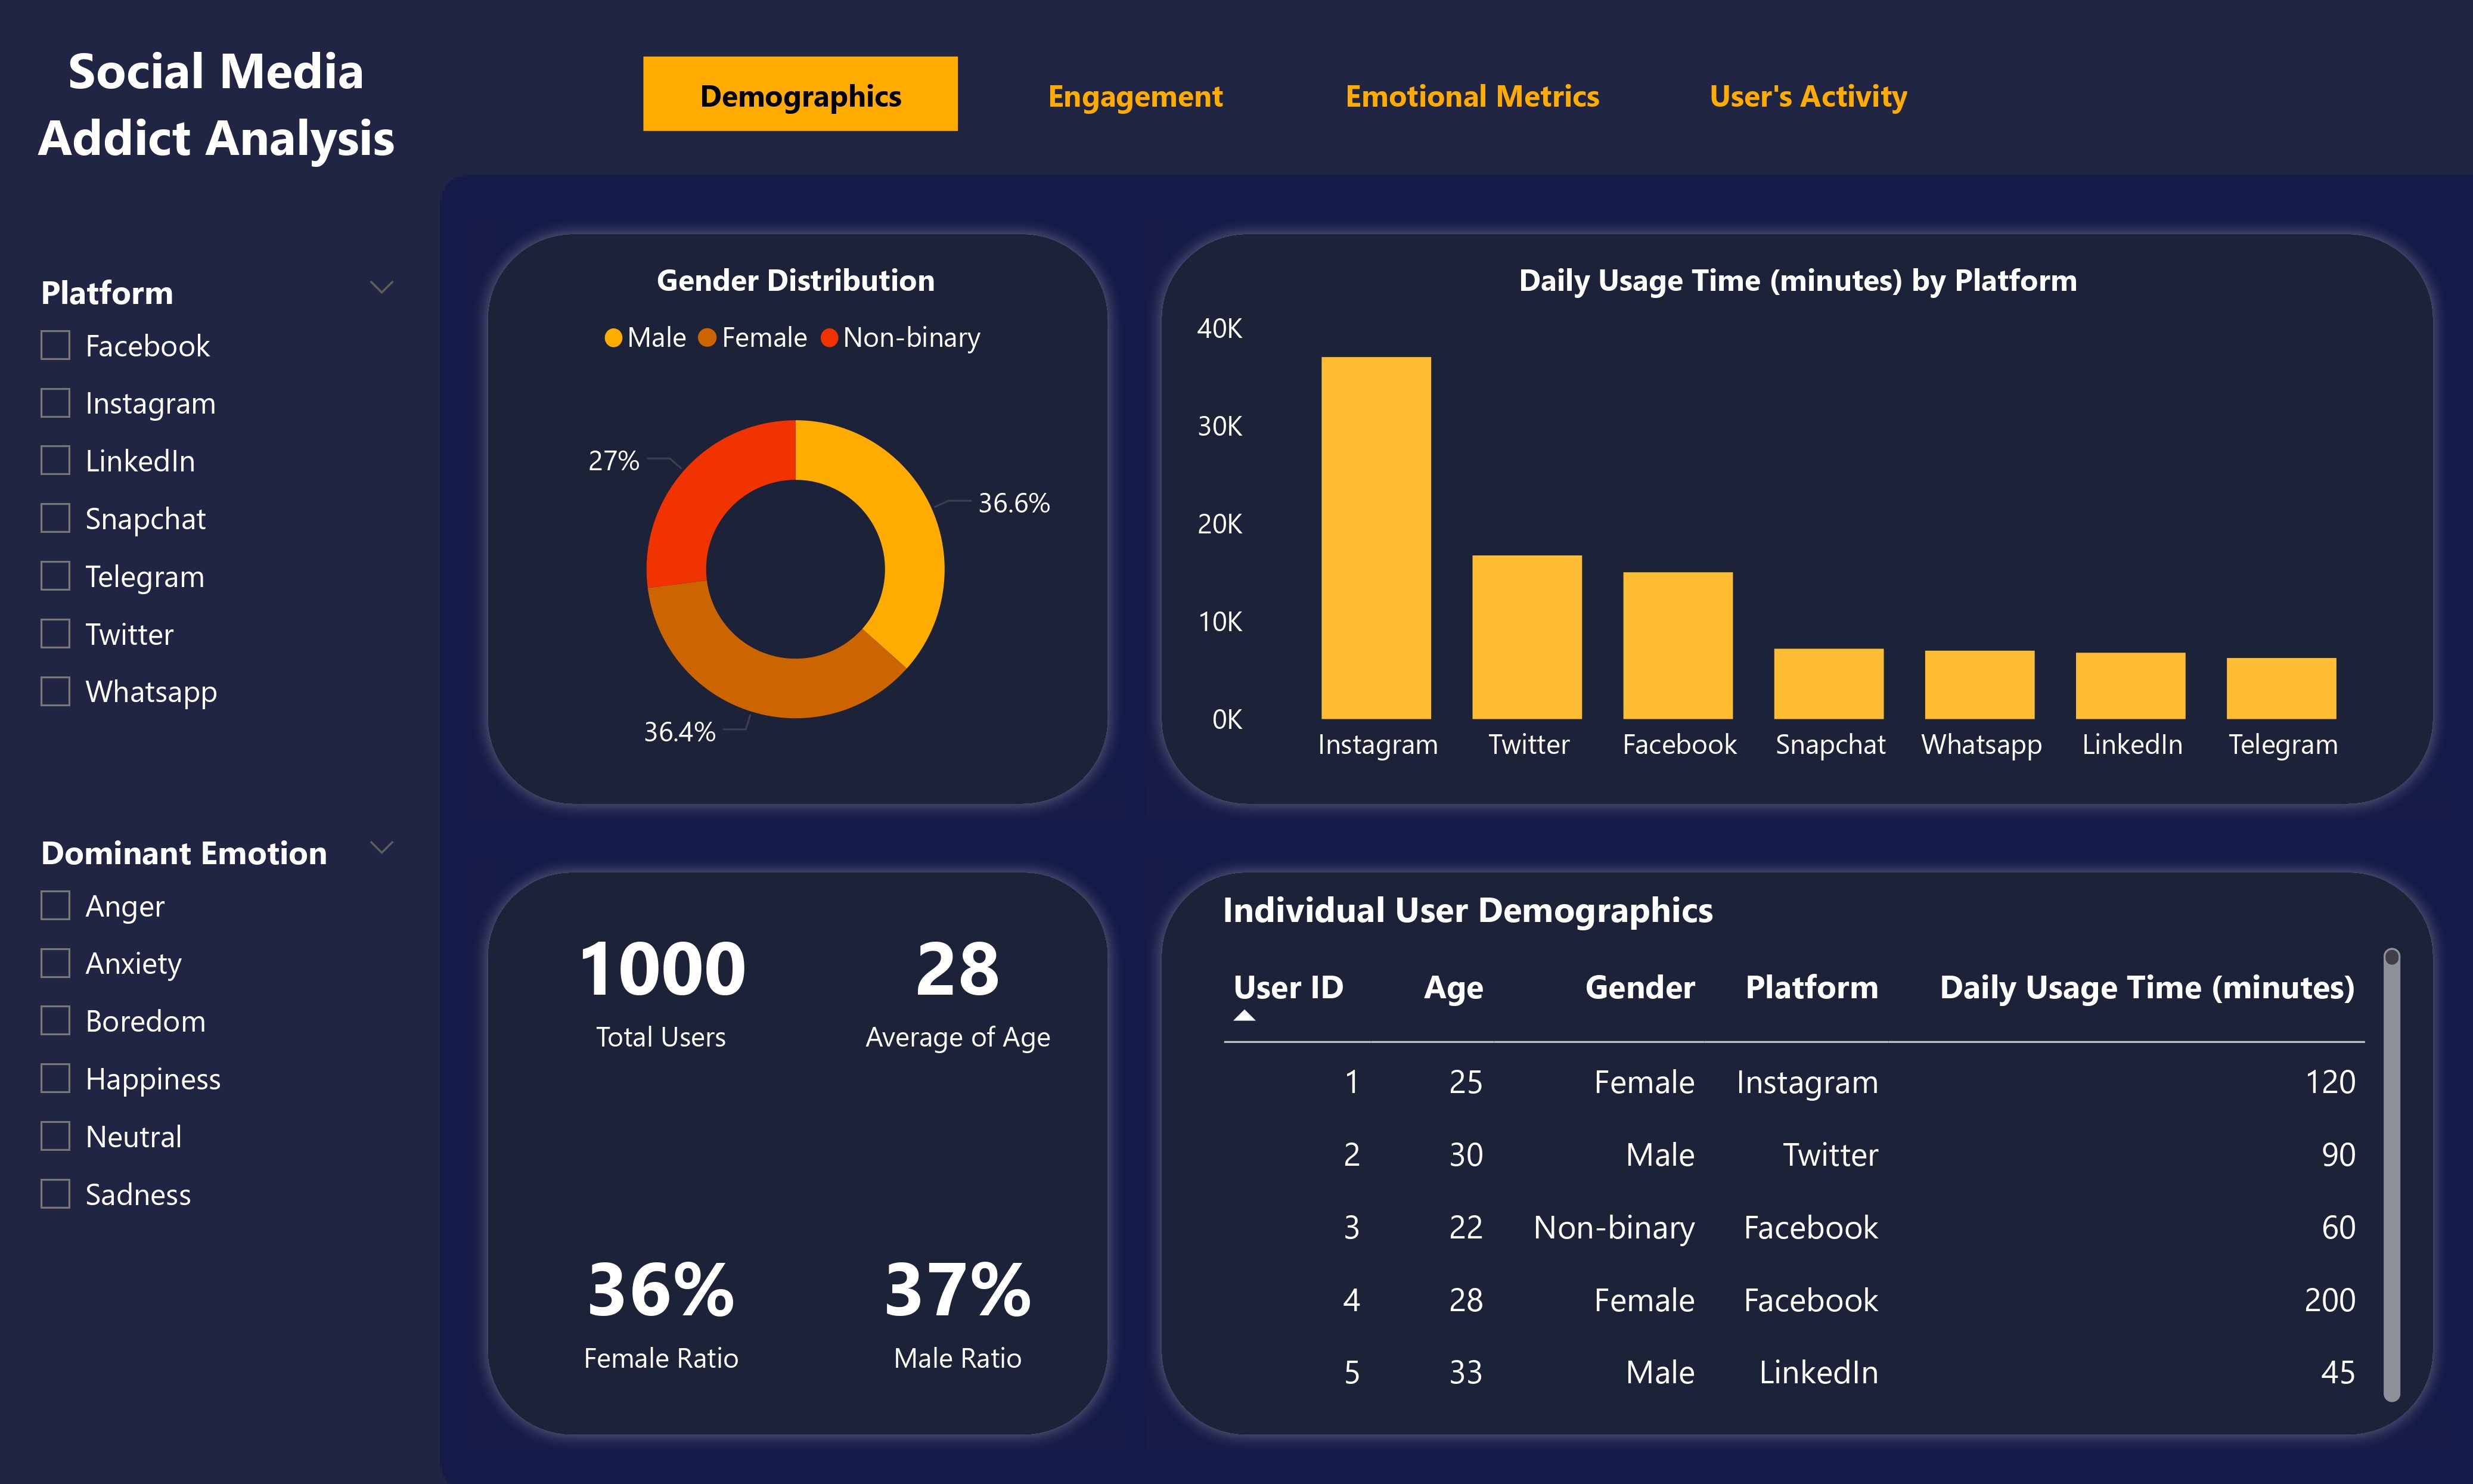 Social Media
Addict Analysis
Demographics
Engagement
Emotional Metrics
User's Activity
Platform
Facebook
Instagram
LinkedIn
Snapchat
Telegram
Twitter
Whatsapp
Dominant Emotion
Anger
Anxiety
Boredom
Happiness
Neutral
Sadness
Gender Distribution
Male Female Non-binary
27%
36.6%
36.4%
Daily Usage Time (minutes) by Platform
40K
30K
20K
10K
0K
Instagram Twitter Facebook Snapchat Whatsapp LinkedIn Telegram
1000
Total Users
28
Average of Age
36%
Female Ratio
37%
Male Ratio
Individual User Demographics
User ID Age Gender Platform Daily Usage Time (minutes)
1 25 Female Instagram 120
2 30 Male Twitter 90
3 22 Non-binary Facebook 60
4 28 Female Facebook 200
5 33 Male LinkedIn 45